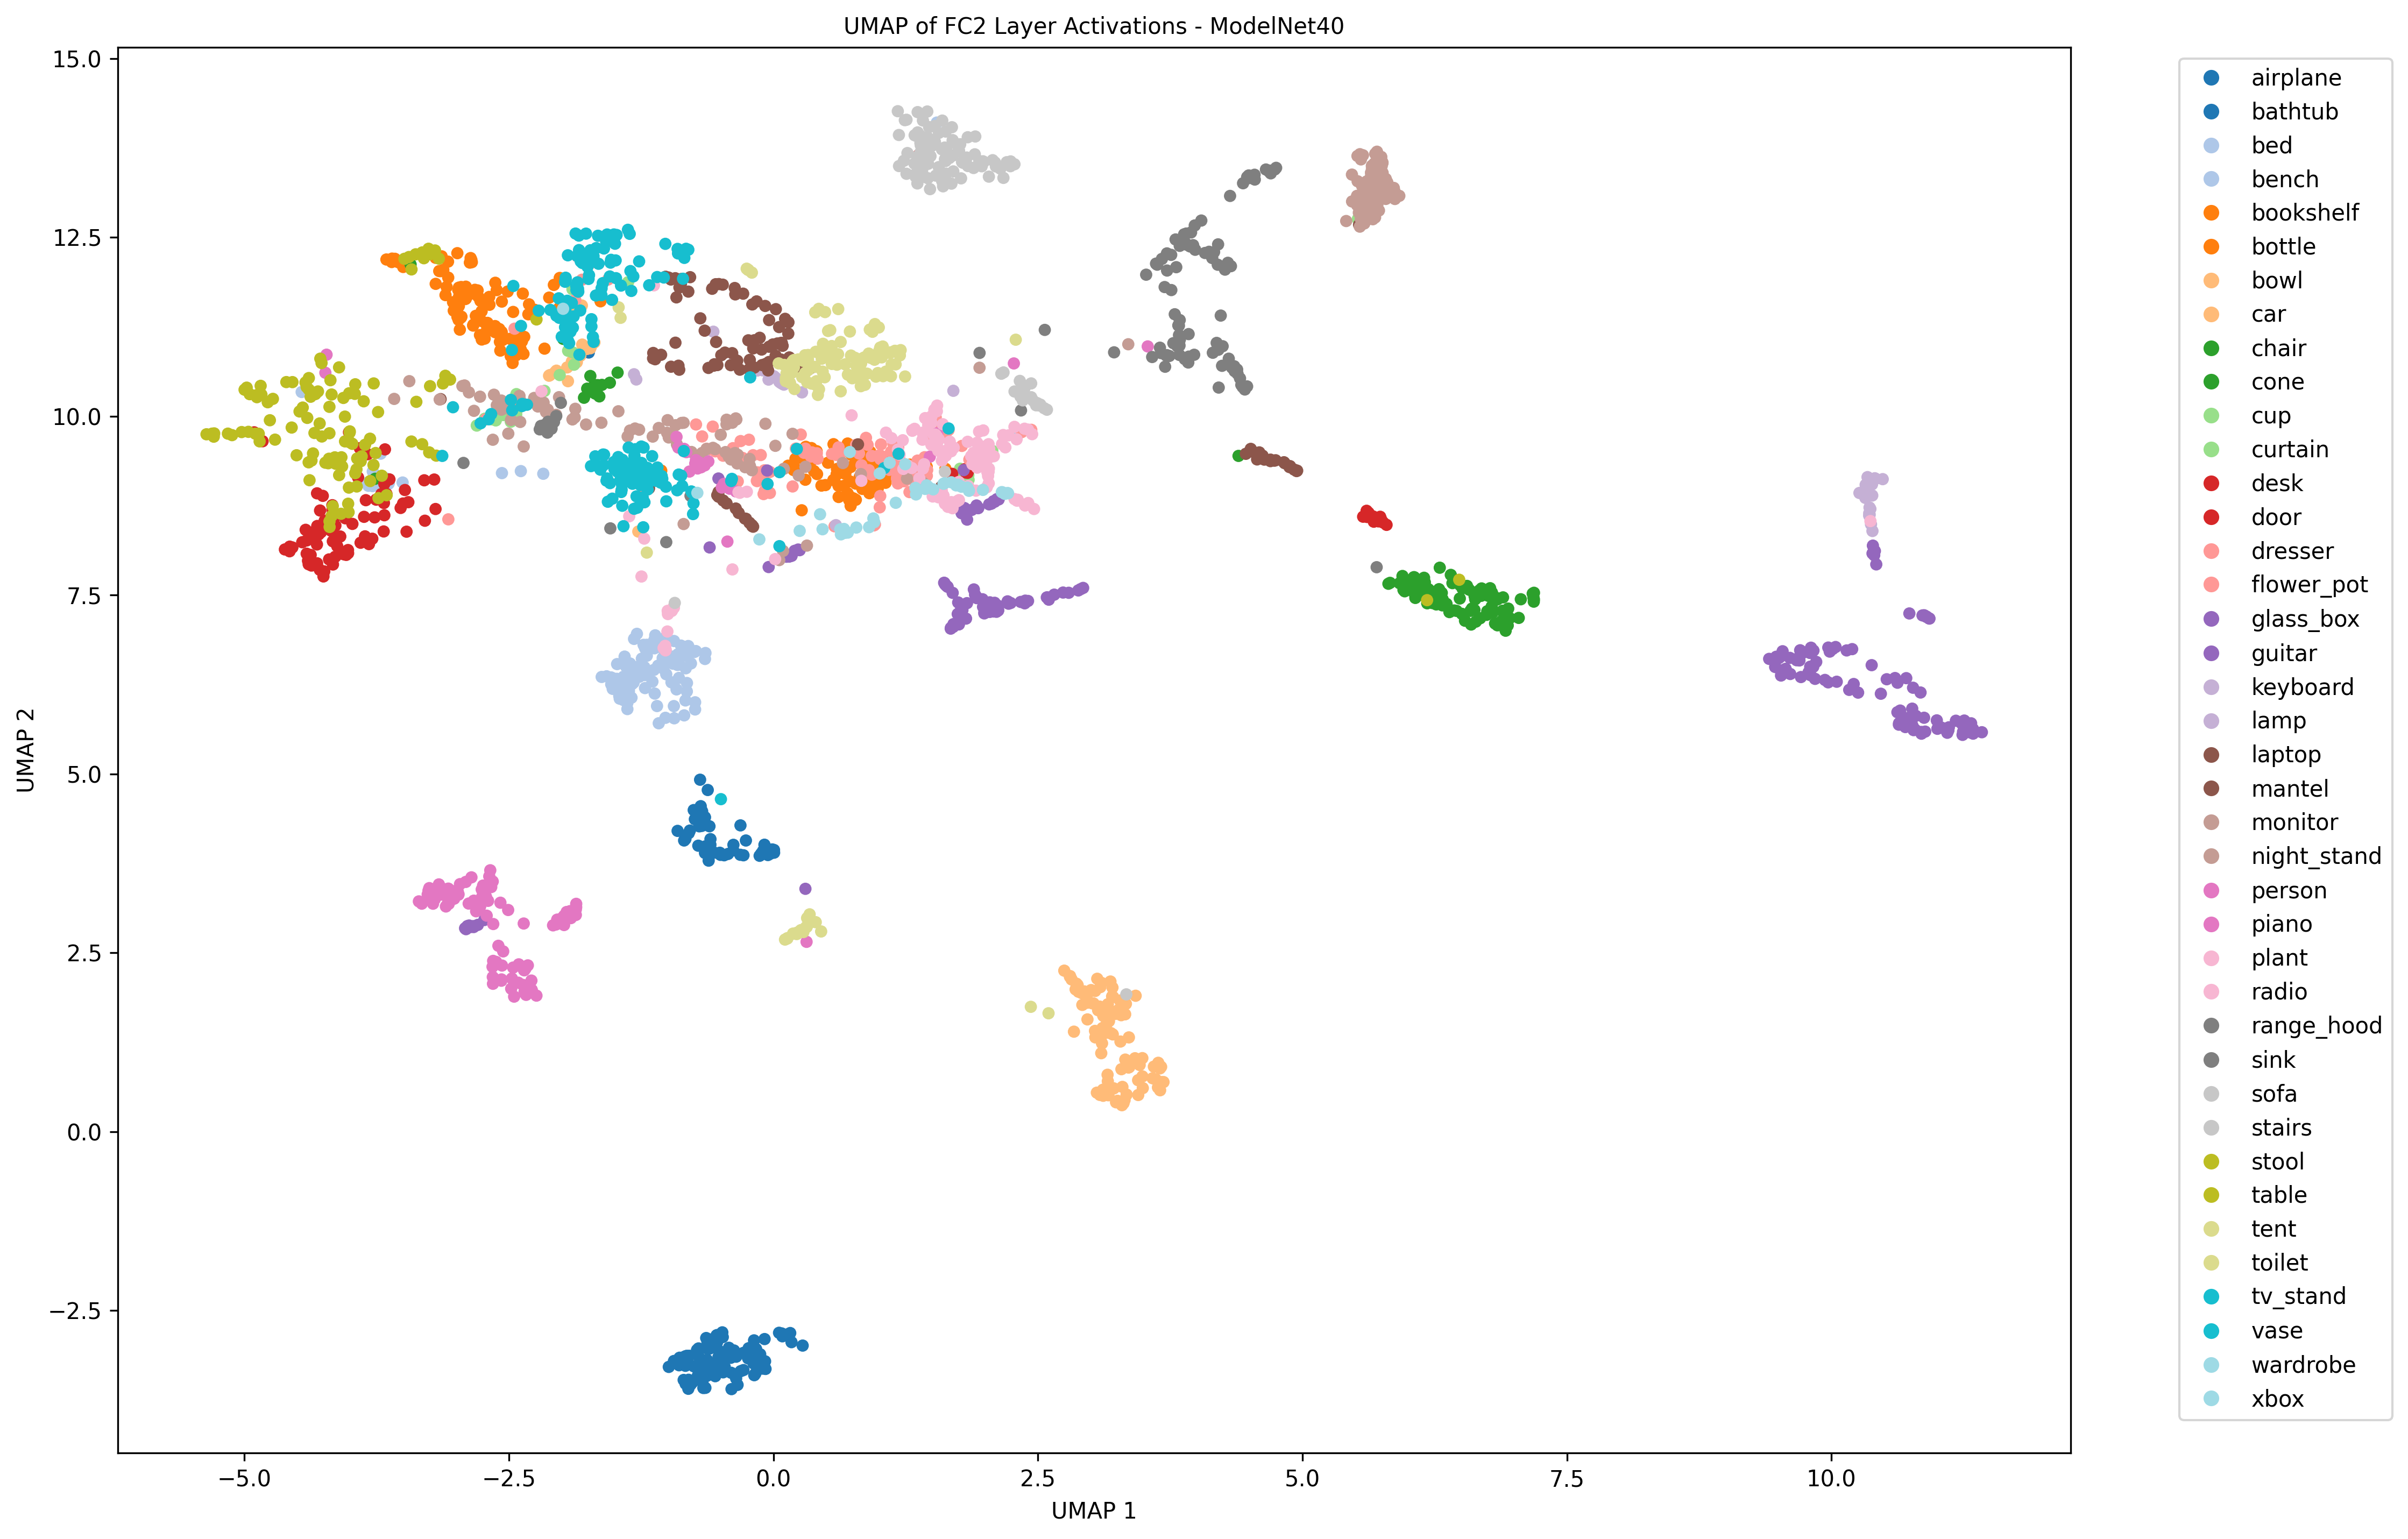 UMAP of FC2 Layer Activations - ModelNet40
15.0
12.5
10.0
7.5
5.0
2.5
0.0
−2.5
UMAP 2
−5.0
−2.5
0.0
2.5
5.0
7.5
10.0
UMAP 1
airplane
bathtub
bed
bench
bookshelf
bottle
bowl
car
chair
cone
cup
curtain
desk
door
dresser
flower_pot
glass_box
guitar
keyboard
lamp
laptop
mantel
monitor
night_stand
person
piano
plant
radio
range_hood
sink
sofa
stairs
stool
table
tent
toilet
tv_stand
vase
wardrobe
xbox